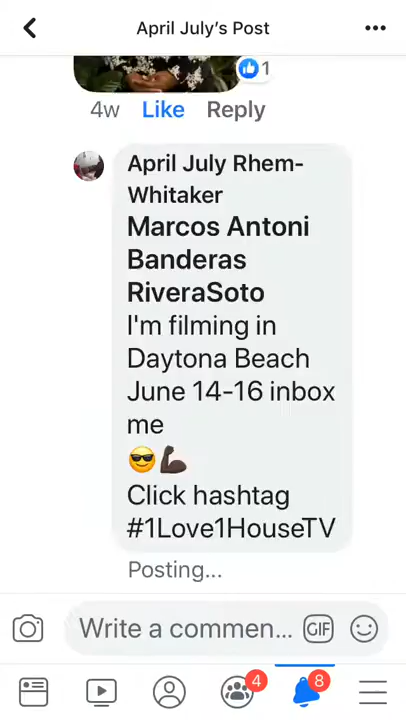 April July's Post
1
4w Like Reply
April July Rhem-
Whitaker
Marcos Antoni
Banderas
RiveraSoto
I'm filming in
Daytona Beach
June 14-16 inbox
me
😎💪🏿
Click hashtag
#1Love1HouseTV
Posting...
Write a commen... GIF
4 8